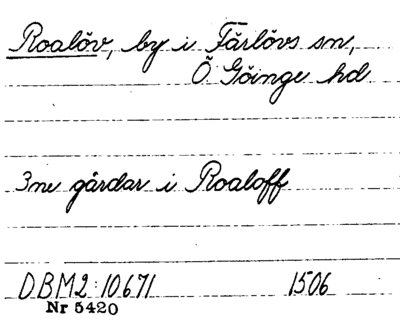 Roalöv, by i Färlövs sn,
Ö Göinge hd
3ne gårdar i Roaloff
DBM2:10671 1506
Nr 5420